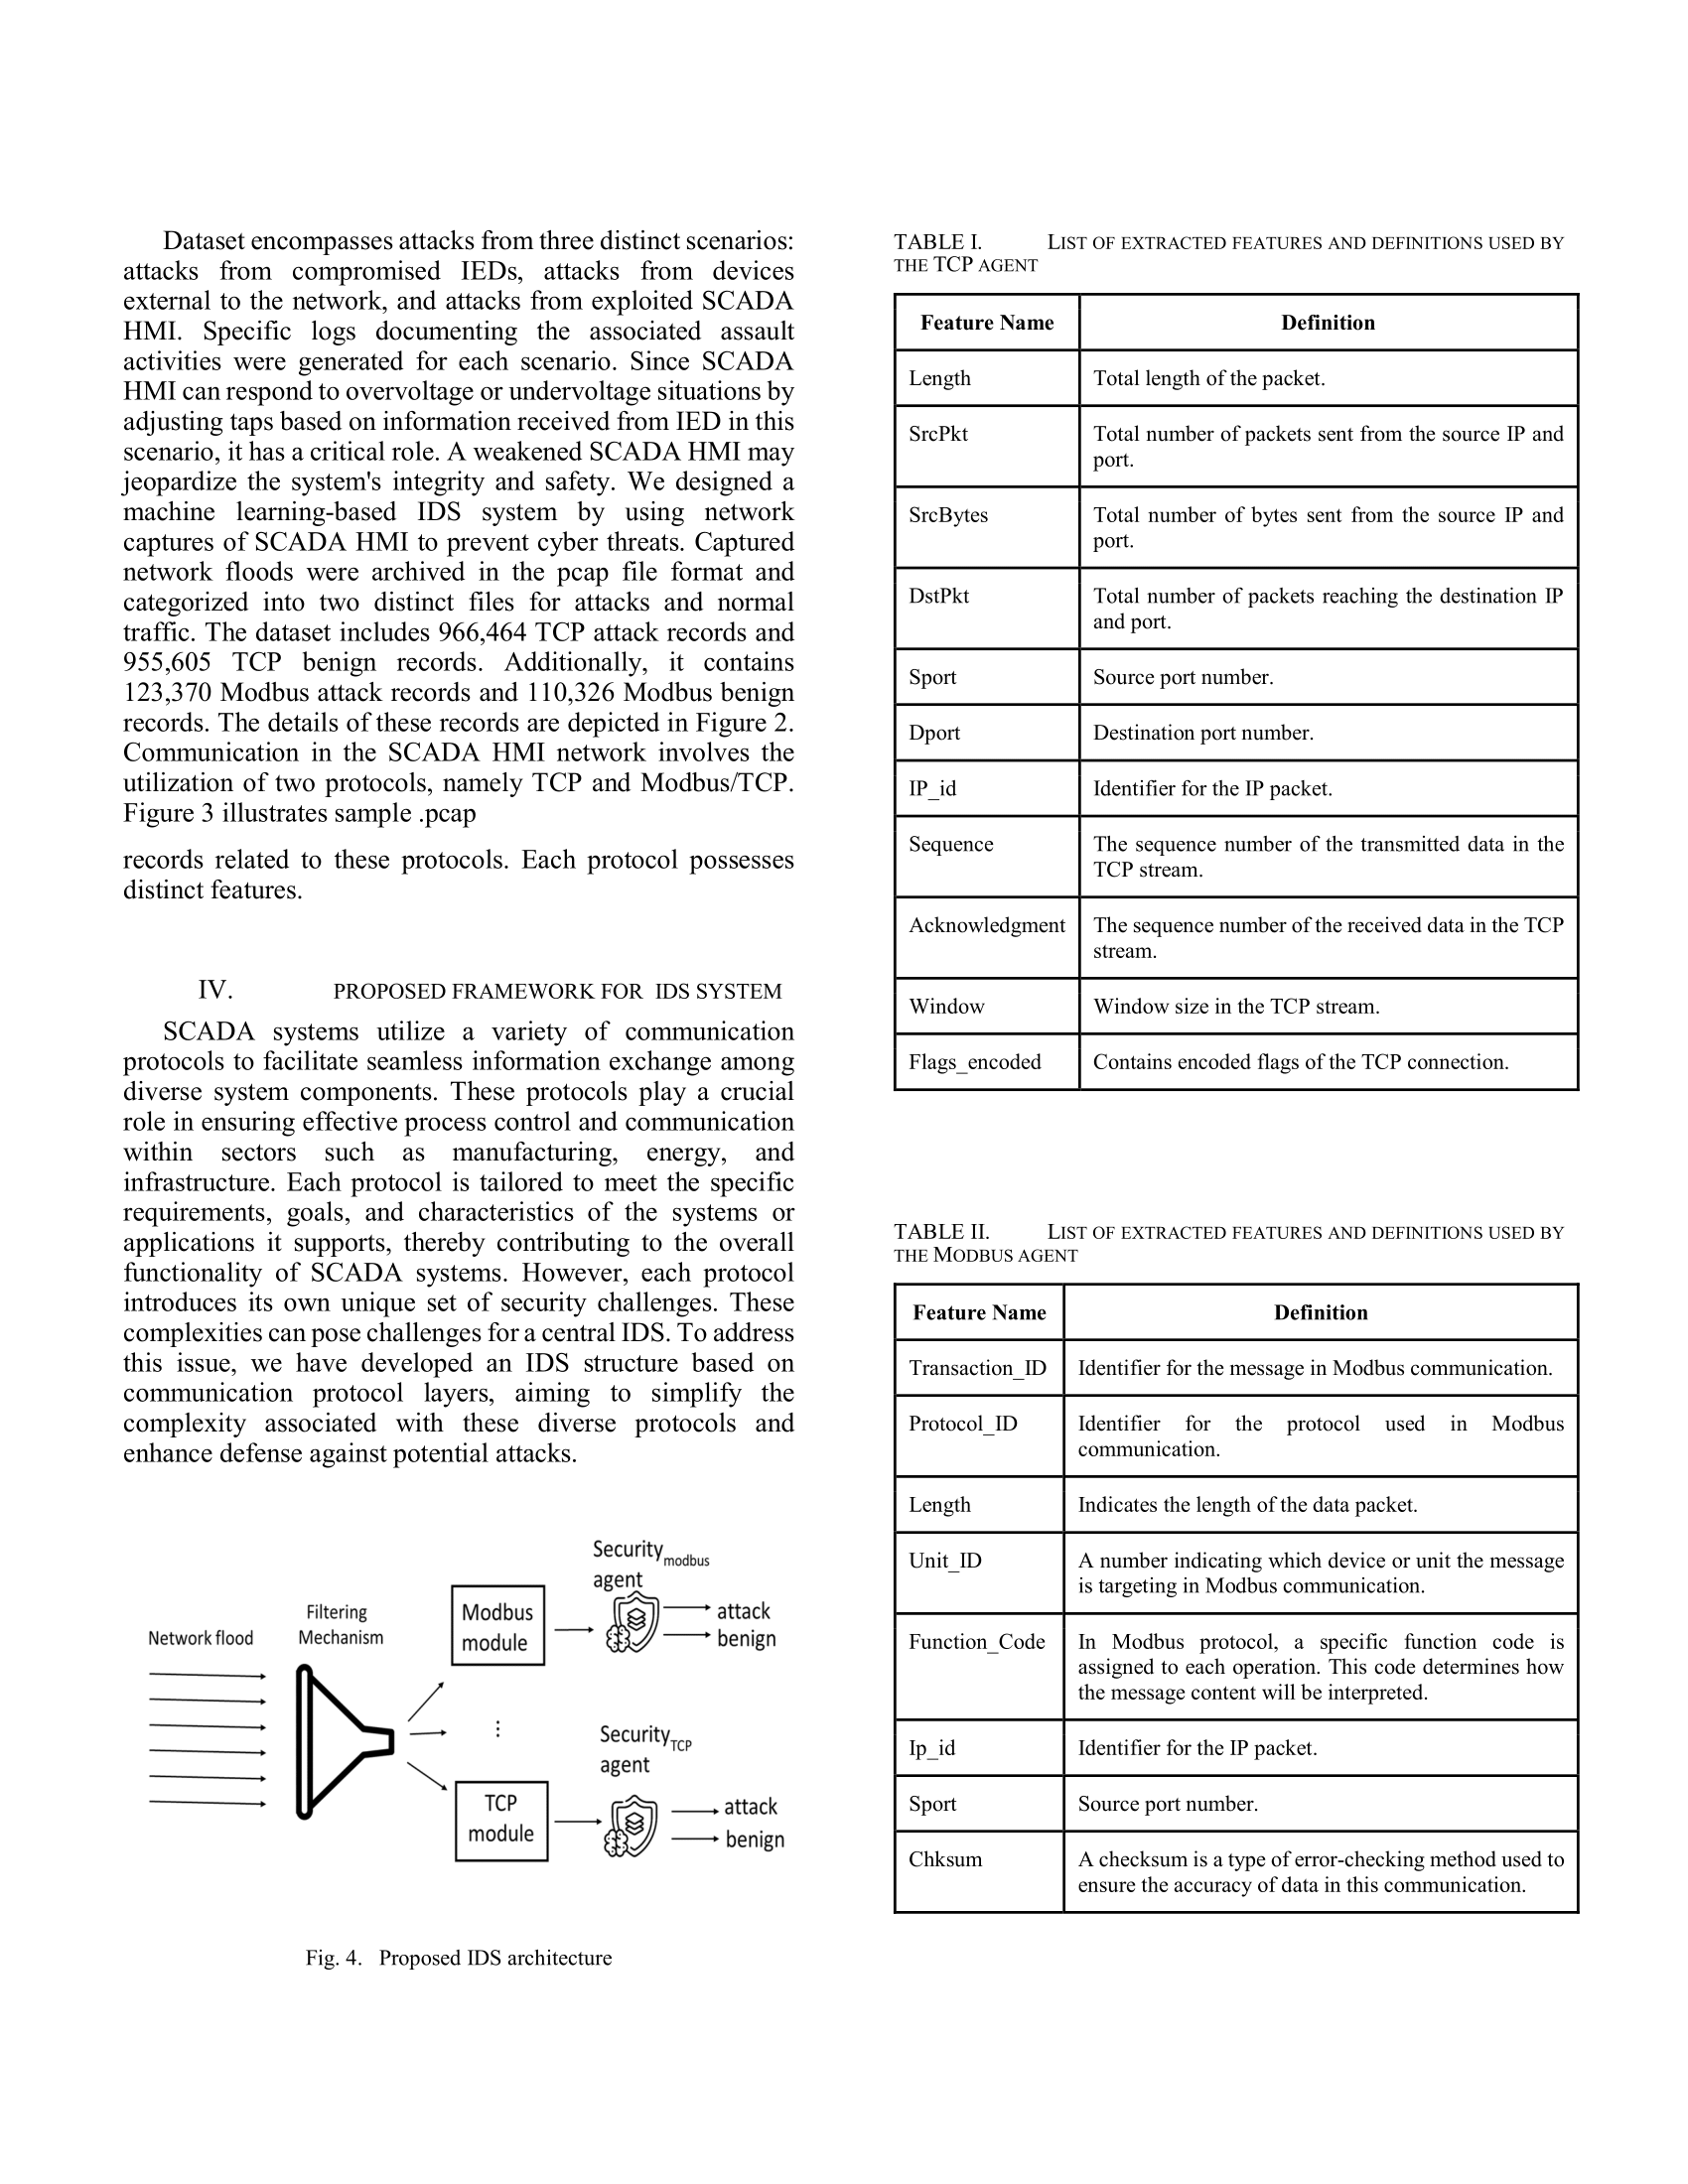 Dataset encompasses attacks from three distinct scenarios:
attacks from compromised IEDs, attacks from devices
external to the network, and attacks from exploited SCADA
HMI. Specific logs documenting the associated assault
activities were generated for each scenario. Since SCADA
HMI can respond to overvoltage or undervoltage situations by
adjusting taps based on information received from IED in this
scenario, it has a critical role. A weakened SCADA HMI may
jeopardize the system's integrity and safety. We designed a
machine learning-based IDS system by using network
captures of SCADA HMI to prevent cyber threats. Captured
network floods were archived in the pcap file format and
categorized into two distinct files for attacks and normal
traffic. The dataset includes 966,464 TCP attack records and
955,605 TCP benign records. Additionally, it contains
123,370 Modbus attack records and 110,326 Modbus benign
records. The details of these records are depicted in Figure 2.
Communication in the SCADA HMI network involves the
utilization of two protocols, namely TCP and Modbus/TCP.
Figure 3 illustrates sample .pcap
records related to these protocols. Each protocol possesses
distinct features.
IV. PROPOSED FRAMEWORK FOR IDS SYSTEM
SCADA systems utilize a variety of communication
protocols to facilitate seamless information exchange among
diverse system components. These protocols play a crucial
role in ensuring effective process control and communication
within sectors such as manufacturing, energy, and
infrastructure. Each protocol is tailored to meet the specific
requirements, goals, and characteristics of the systems or
applications it supports, thereby contributing to the overall
functionality of SCADA systems. However, each protocol
introduces its own unique set of security challenges. These
complexities can pose challenges for a central IDS. To address
this issue, we have developed an IDS structure based on
communication protocol layers, aiming to simplify the
complexity associated with these diverse protocols and
enhance defense against potential attacks.
Network flood
Filtering
Mechanism
Modbus
module
Security modbus
agent
attack
benign
⋮
TCP
module
Security TCP
agent
attack
benign
Fig. 4. Proposed IDS architecture
TABLE I. LIST OF EXTRACTED FEATURES AND DEFINITIONS USED BY
THE TCP AGENT
Feature Name Definition
Length Total length of the packet.
SrcPkt Total number of packets sent from the source IP and
port.
SrcBytes Total number of bytes sent from the source IP and
port.
DstPkt Total number of packets reaching the destination IP
and port.
Sport Source port number.
Dport Destination port number.
IP_id Identifier for the IP packet.
Sequence The sequence number of the transmitted data in the
TCP stream.
Acknowledgment The sequence number of the received data in the TCP
stream.
Window Window size in the TCP stream.
Flags_encoded Contains encoded flags of the TCP connection.
TABLE II. LIST OF EXTRACTED FEATURES AND DEFINITIONS USED BY
THE MODBUS AGENT
Feature Name Definition
Transaction_ID Identifier for the message in Modbus communication.
Protocol_ID Identifier for the protocol used in Modbus
communication.
Length Indicates the length of the data packet.
Unit_ID A number indicating which device or unit the message
is targeting in Modbus communication.
Function_Code In Modbus protocol, a specific function code is
assigned to each operation. This code determines how
the message content will be interpreted.
Ip_id Identifier for the IP packet.
Sport Source port number.
Chksum A checksum is a type of error-checking method used to
ensure the accuracy of data in this communication.